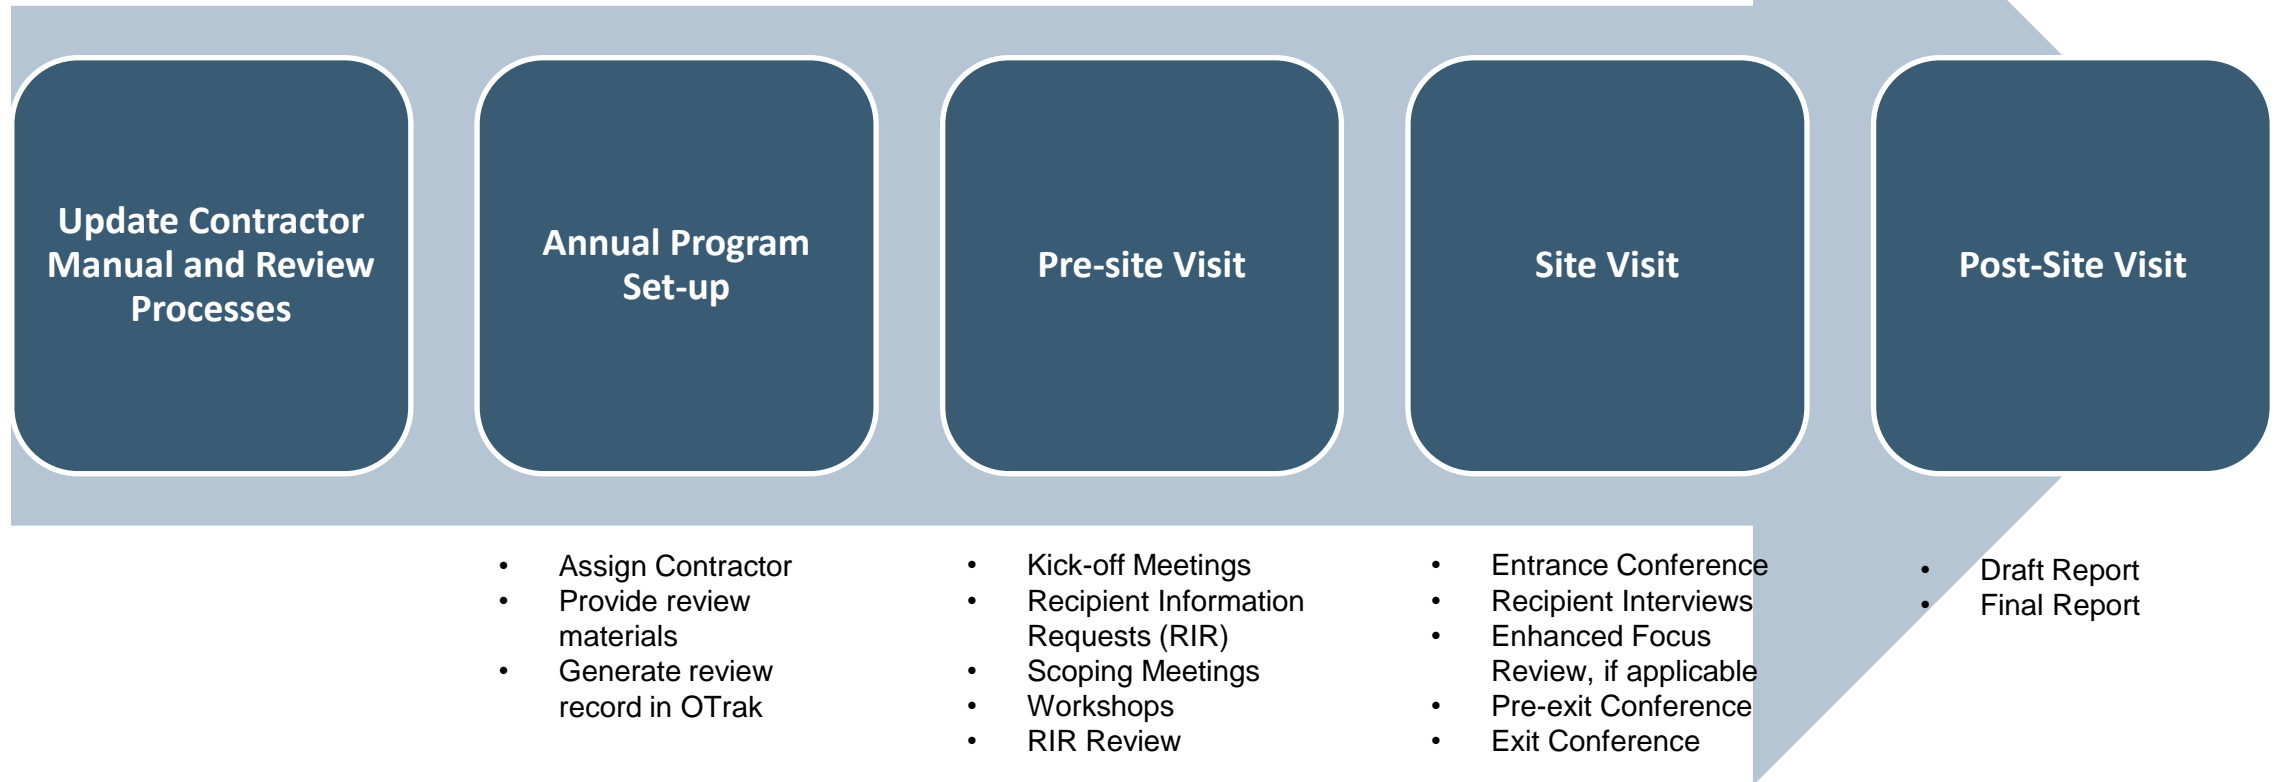 Update Contractor
Manual and Review
Processes
Annual Program
Set-up
Pre-site Visit
Site Visit
Post-Site Visit
• Assign Contractor
• Provide review
materials
• Generate review
record in OTrak
• Kick-off Meetings
• Recipient Information
Requests (RIR)
• Scoping Meetings
• Workshops
• RIR Review
• Entrance Conference
• Recipient Interviews
• Enhanced Focus
Review, if applicable
• Pre-exit Conference
• Exit Conference
• Draft Report
• Final Report